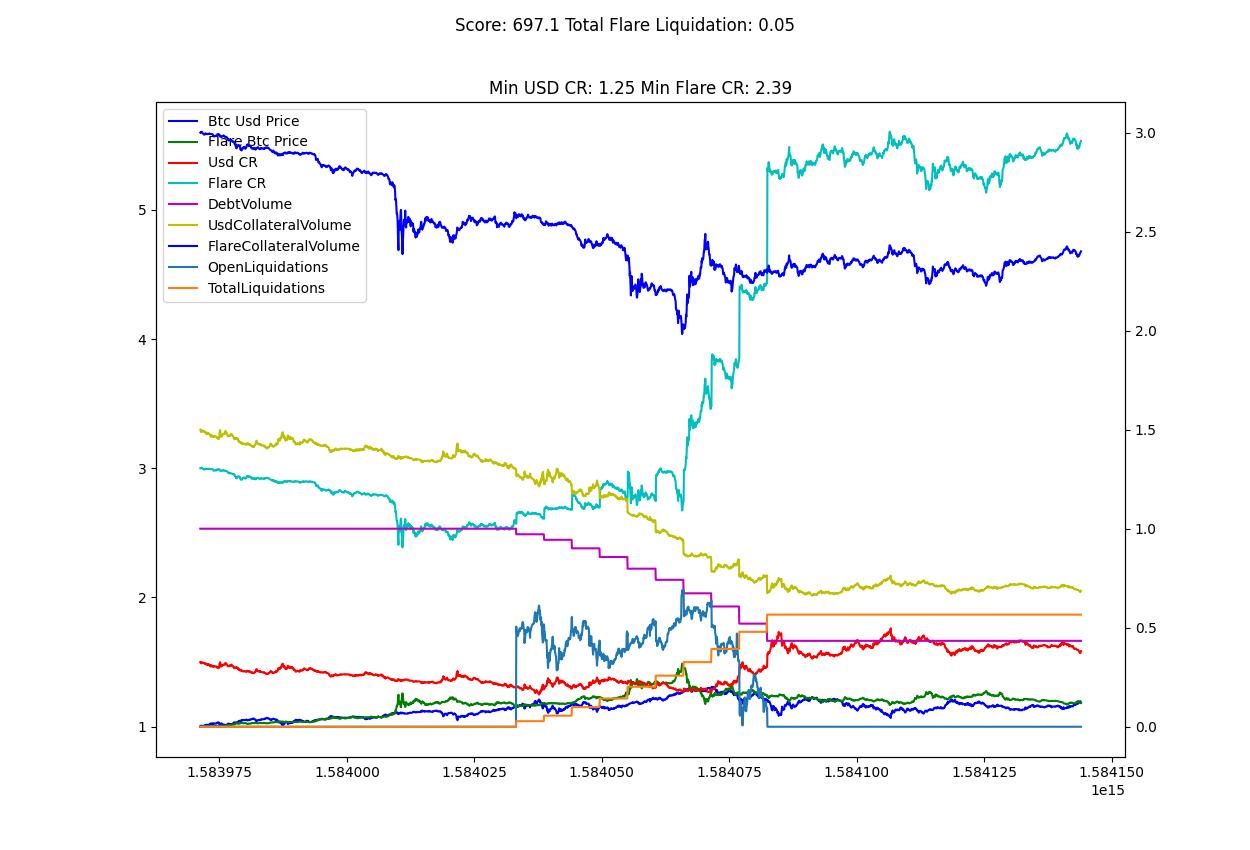 Score: 697.1 Total Flare Liquidation: 0.05
Min USD CR: 1.25 Min Flare CR: 2.39
Btc Usd Price
Flare Btc Price
Usd CR
Flare CR
DebtVolume
UsdCollateralVolume
FlareCollateralVolume
OpenLiquidations
TotalLiquidations
5
4
3
2
1
3.0
2.5
2.0
1.5
1.0
0.5
0.0
1.583975 1.584000 1.584025 1.584050 1.584075 1.584100 1.584125 1.584150
1e15